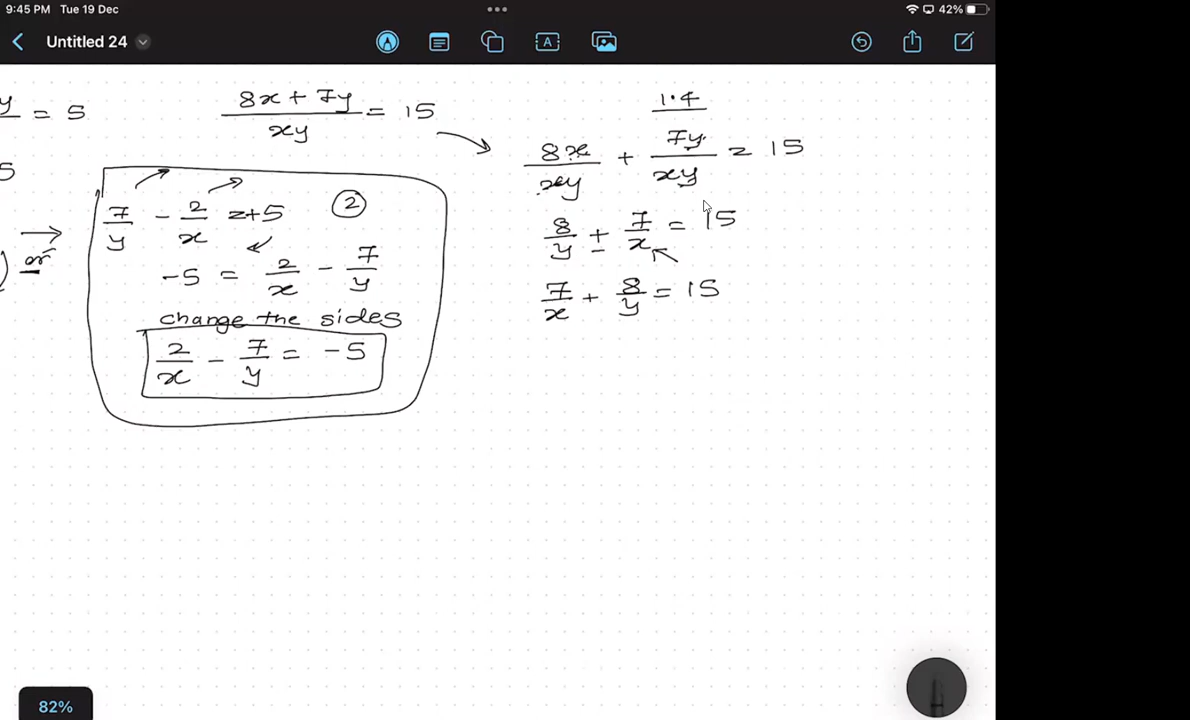 9:45 PM Tue 19 Dec
42%
Untitled 24
A
y = 5
5
or
7/y - 2/x = +5 ②
-5 = 2/x - 7/y
change the sides
2/x - 7/y = -5
(8x + 7y)/xy = 15
1.4
8x/xy + 7y/xy = 15
8/y + 7/x = 15
7/x + 8/y = 15
82%